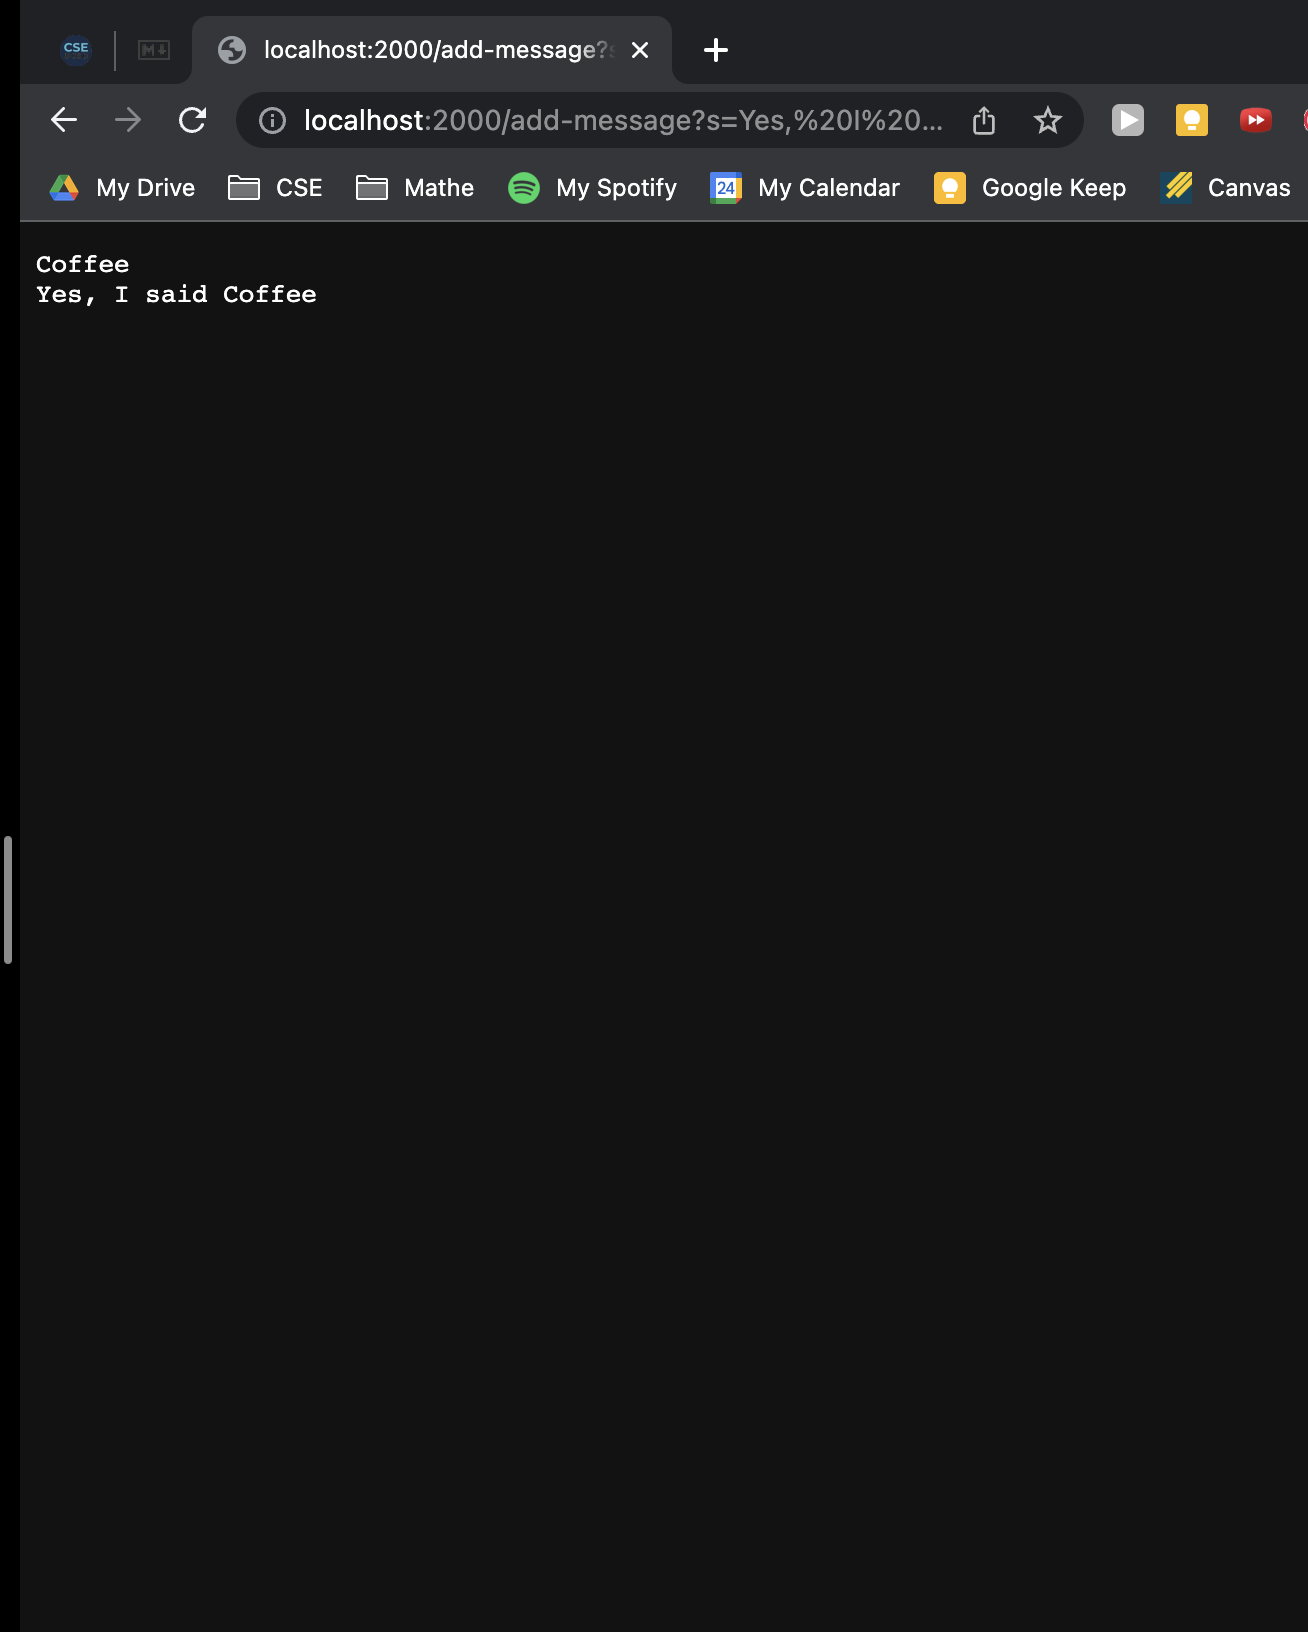 CSE
localhost:2000/add-message?
localhost:2000/add-message?s=Yes,%20I%20...
My Drive CSE Mathe My Spotify 24 My Calendar Google Keep Canvas
Coffee
Yes, I said Coffee